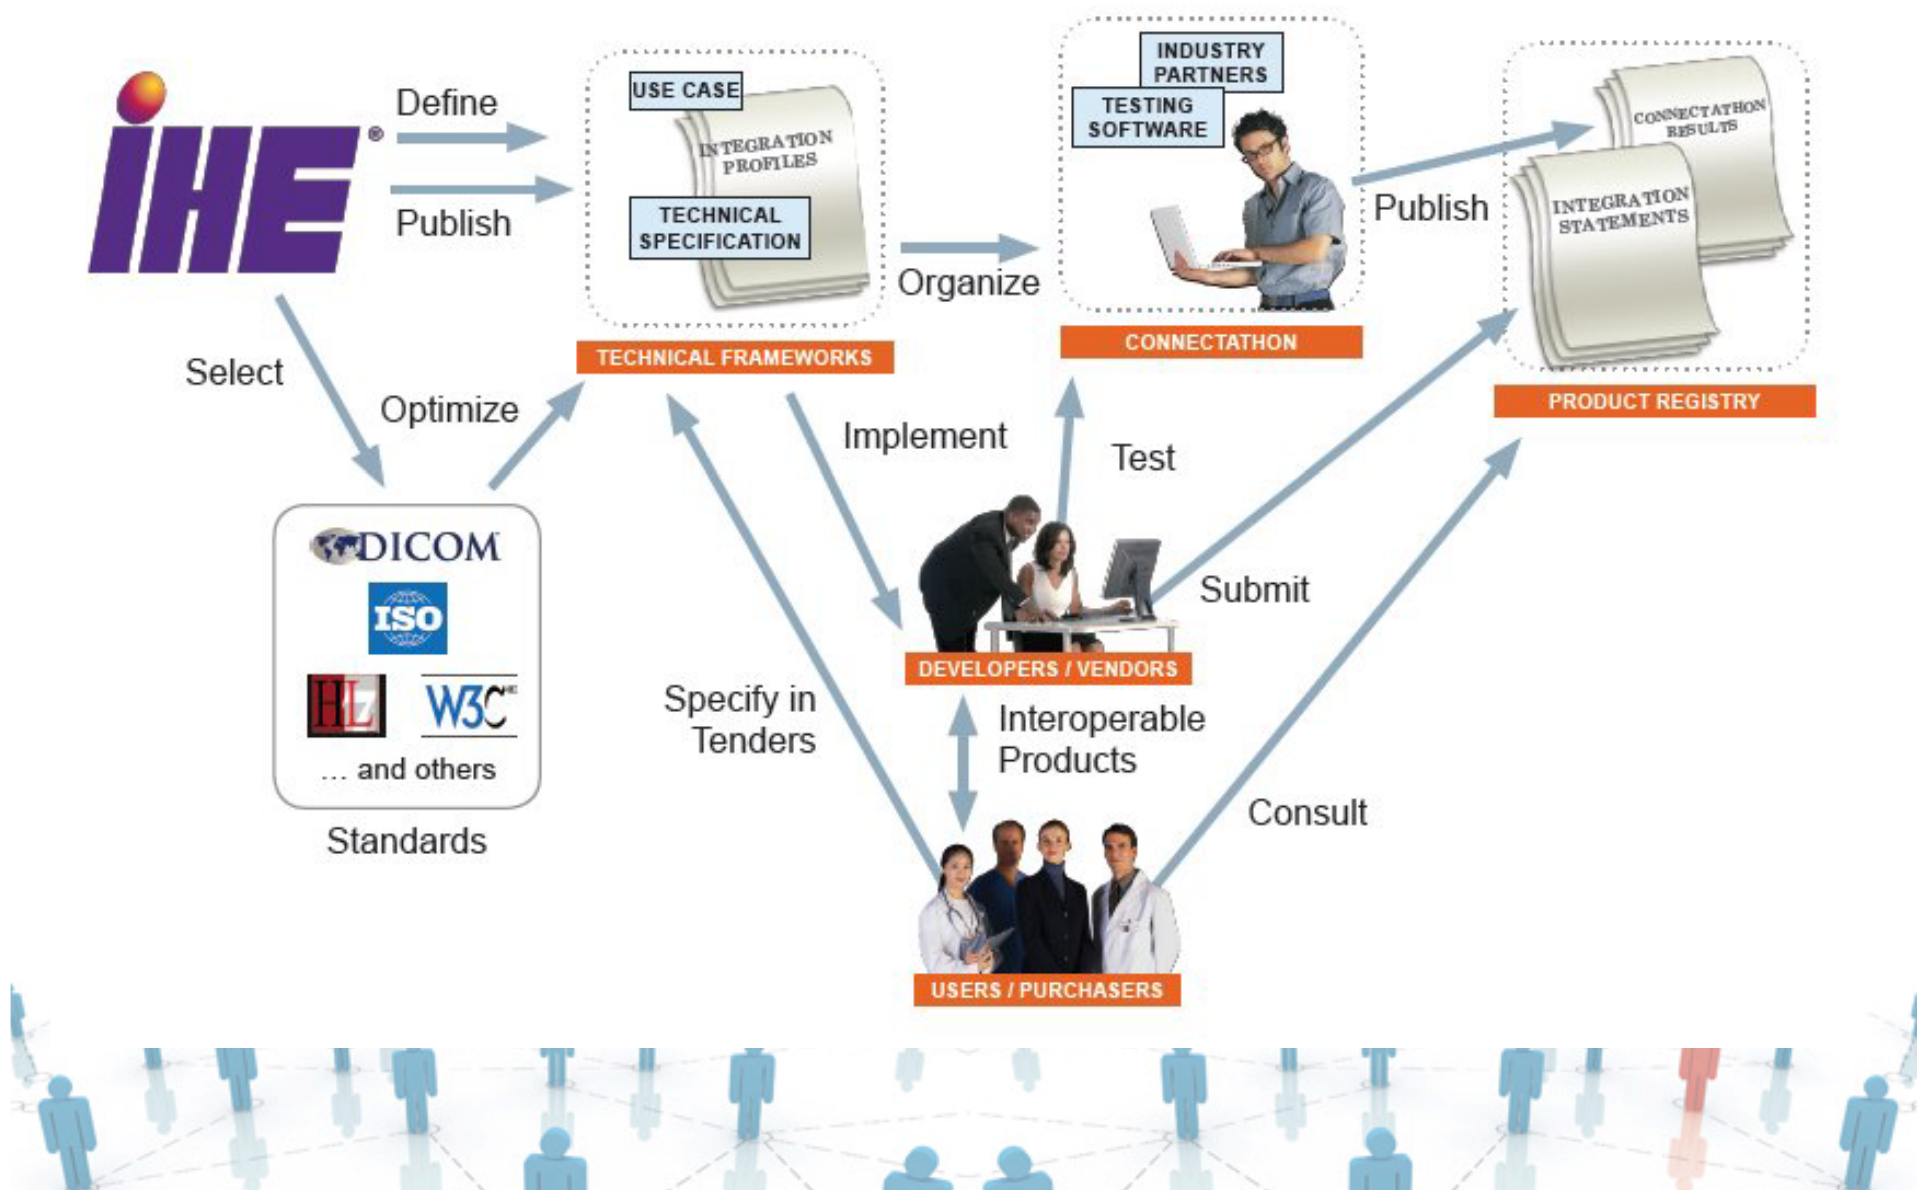 IHE®
Define
Publish
USE CASE
INTEGRATION
PROFILES
TECHNICAL
SPECIFICATION
TECHNICAL FRAMEWORKS
Organize
INDUSTRY
PARTNERS
TESTING
SOFTWARE
CONNECTATHON
Publish
CONNECTATHON
RESULTS
INTEGRATION
STATEMENTS
PRODUCT REGISTRY
Select
Optimize
Implement
Test
Submit
DICOM
ISO
HL7
W3C
... and others
Standards
DEVELOPERS / VENDORS
Specify in
Tenders
Interoperable
Products
Consult
USERS / PURCHASERS